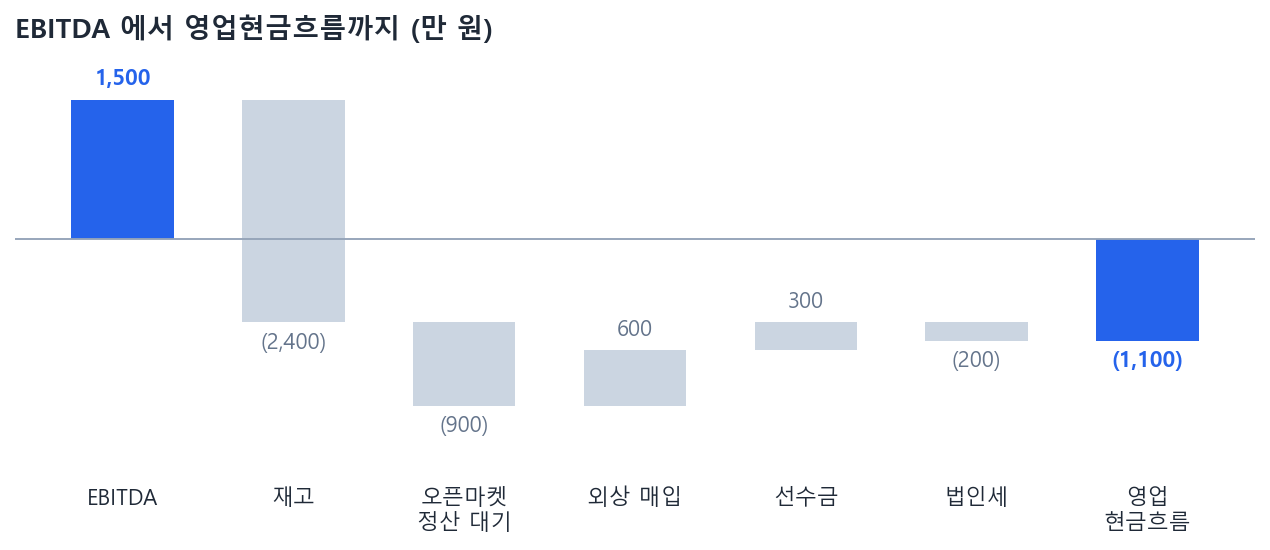 EBITDA 에서 영업현금흐름까지 (만 원)
1,500
(2,400)
(900)
600
300
(200)
(1,100)
EBITDA
재고
오픈마켓
정산 대기
외상 매입
선수금
법인세
영업
현금흐름